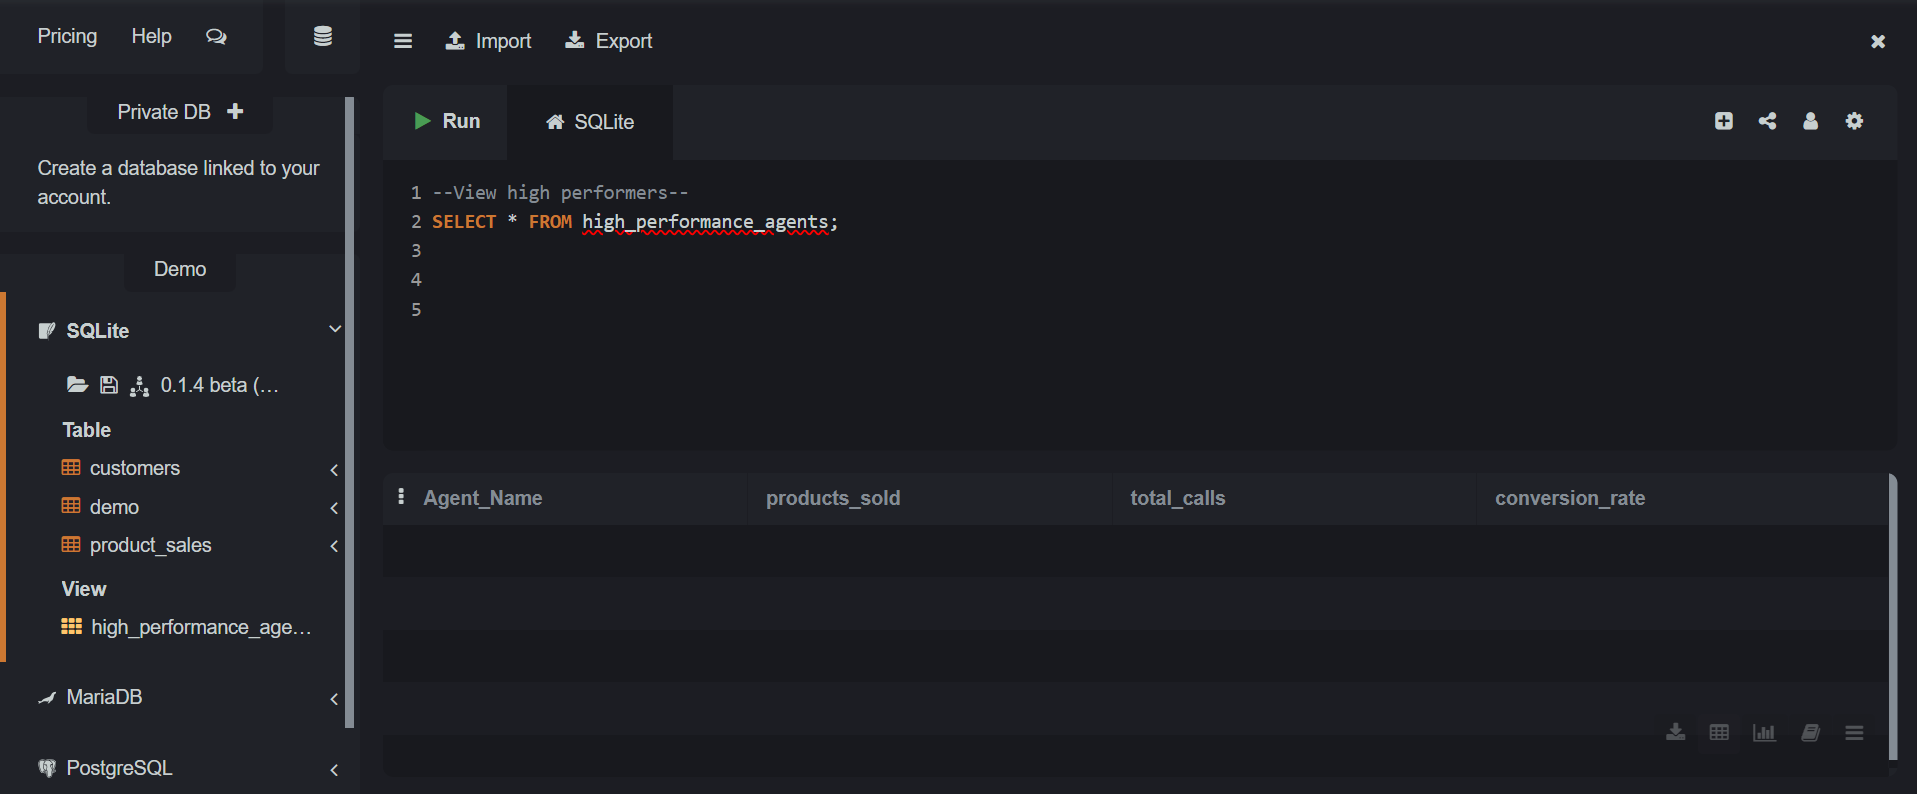 Pricing Help
Import Export
Private DB
Create a database linked to your
account.
Demo
SQLite
0.1.4 beta (…
Table
customers
demo
product_sales
View
high_performance_age…
MariaDB
PostgreSQL
Run SQLite
1 --View high performers--
2 SELECT * FROM high_performance_agents;
3
4
5
Agent_Name products_sold total_calls conversion_rate